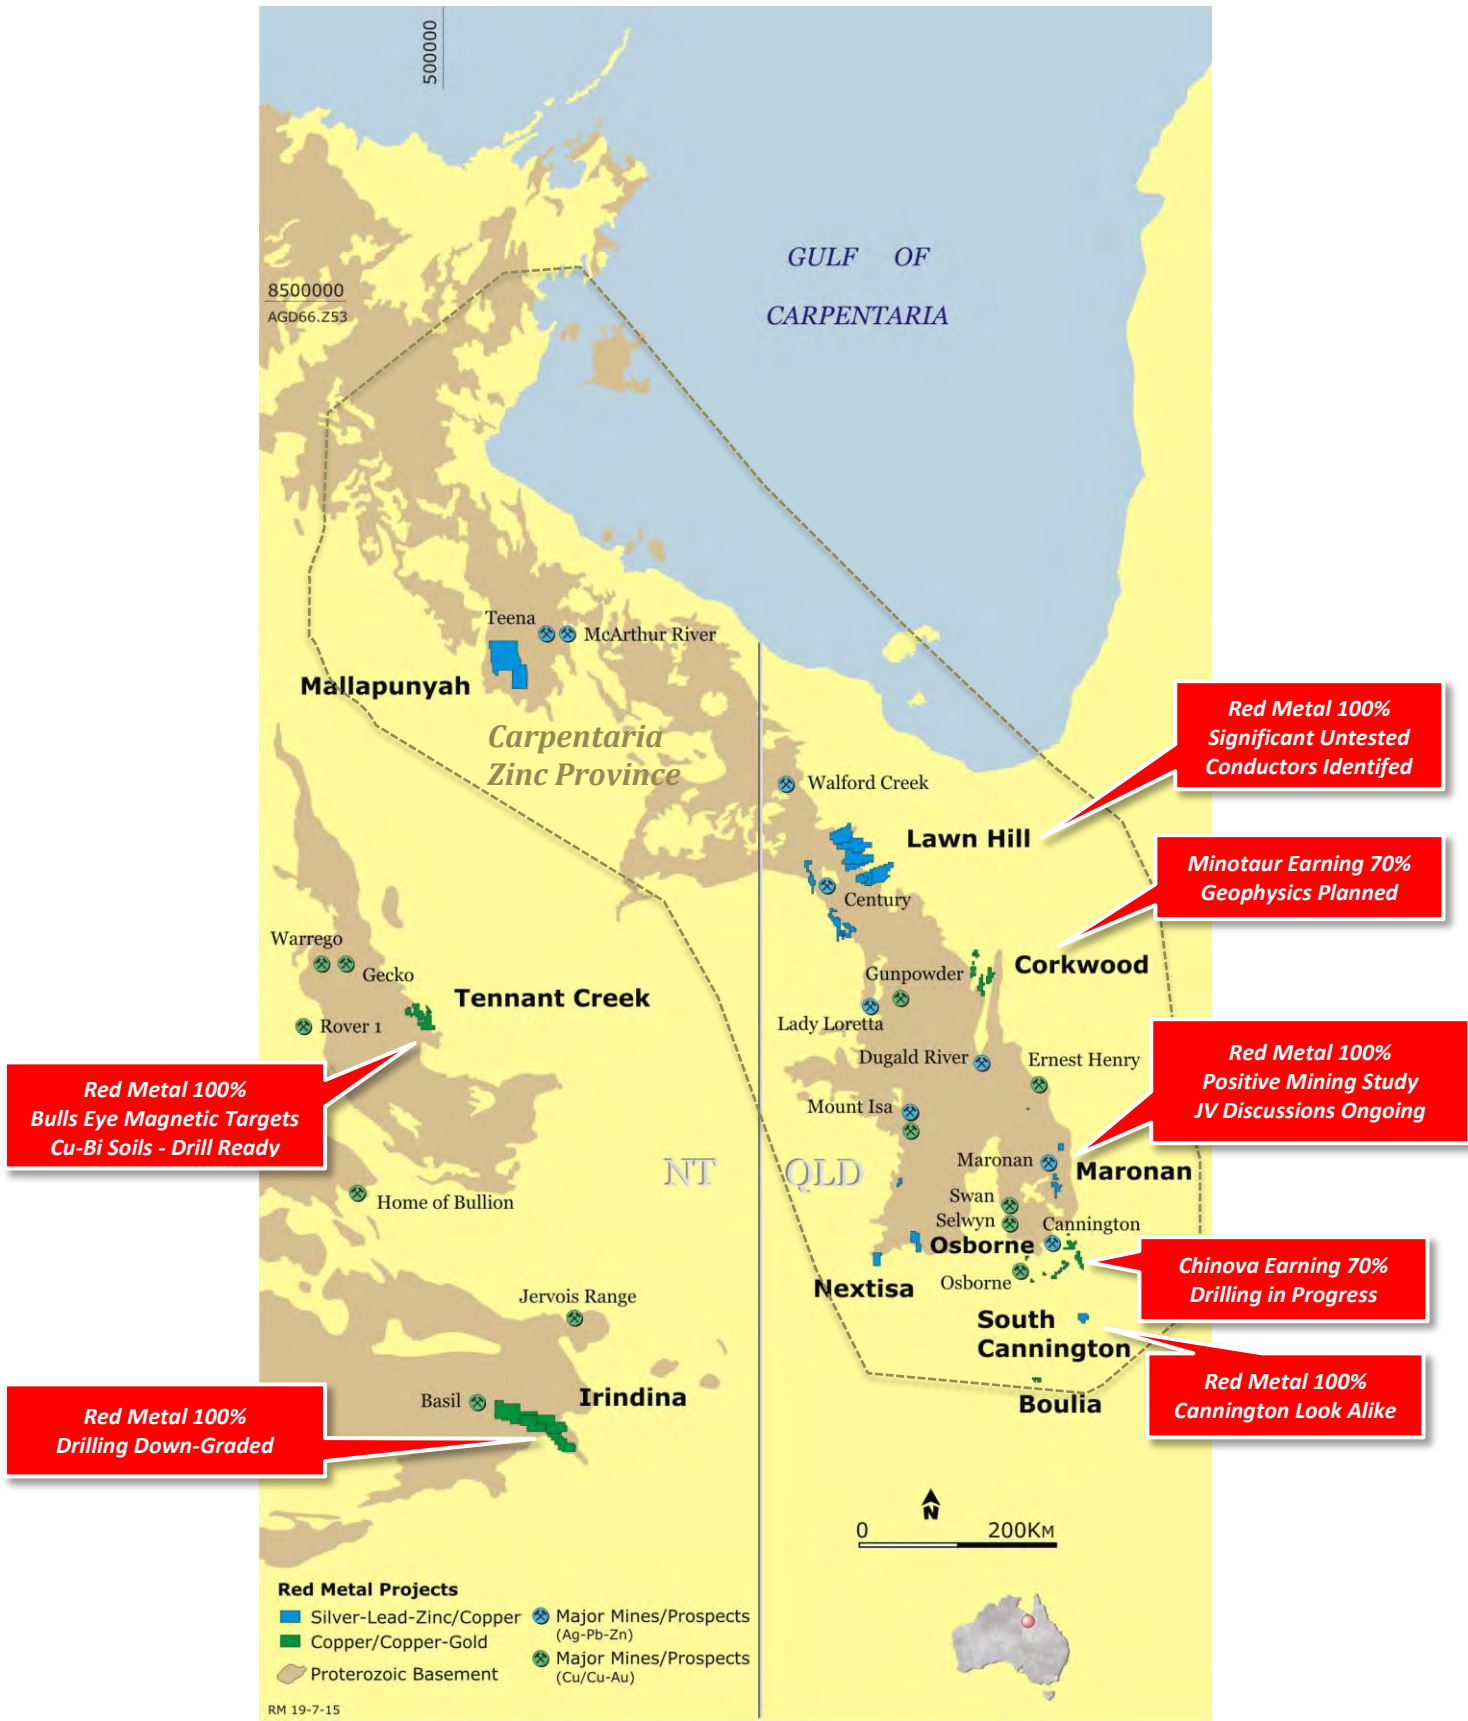 500000
GULF OF
CARPENTARIA
8500000
AGD66.Z53
Teena
McArthur River
Mallapunyah
Carpentaria
Zinc Province
Red Metal 100%
Significant Untested
Conductors Identifed
Walford Creek
Lawn Hill
Minotaur Earning 70%
Geophysics Planned
Century
Warrego
Gecko
Gunpowder
Corkwood
Tennant Creek
Rover 1
Lady Loretta
Dugald River
Ernest Henry
Red Metal 100%
Positive Mining Study
JV Discussions Ongoing
Red Metal 100%
Bulls Eye Magnetic Targets
Cu-Bi Soils - Drill Ready
Mount Isa
NT
QLD
Maronan
Maronan
Home of Bullion
Swan
Selwyn
Cannington
Osborne
Osborne
Chinova Earning 70%
Drilling in Progress
Nextisa
Jervois Range
South
Cannington
Red Metal 100%
Cannington Look Alike
Basil
Irindina
Boulia
Red Metal 100%
Drilling Down-Graded
N
0 200KM
Red Metal Projects
Silver-Lead-Zinc/Copper
Copper/Copper-Gold
Proterozoic Basement
Major Mines/Prospects
(Ag-Pb-Zn)
Major Mines/Prospects
(Cu/Cu-Au)
RM 19-7-15